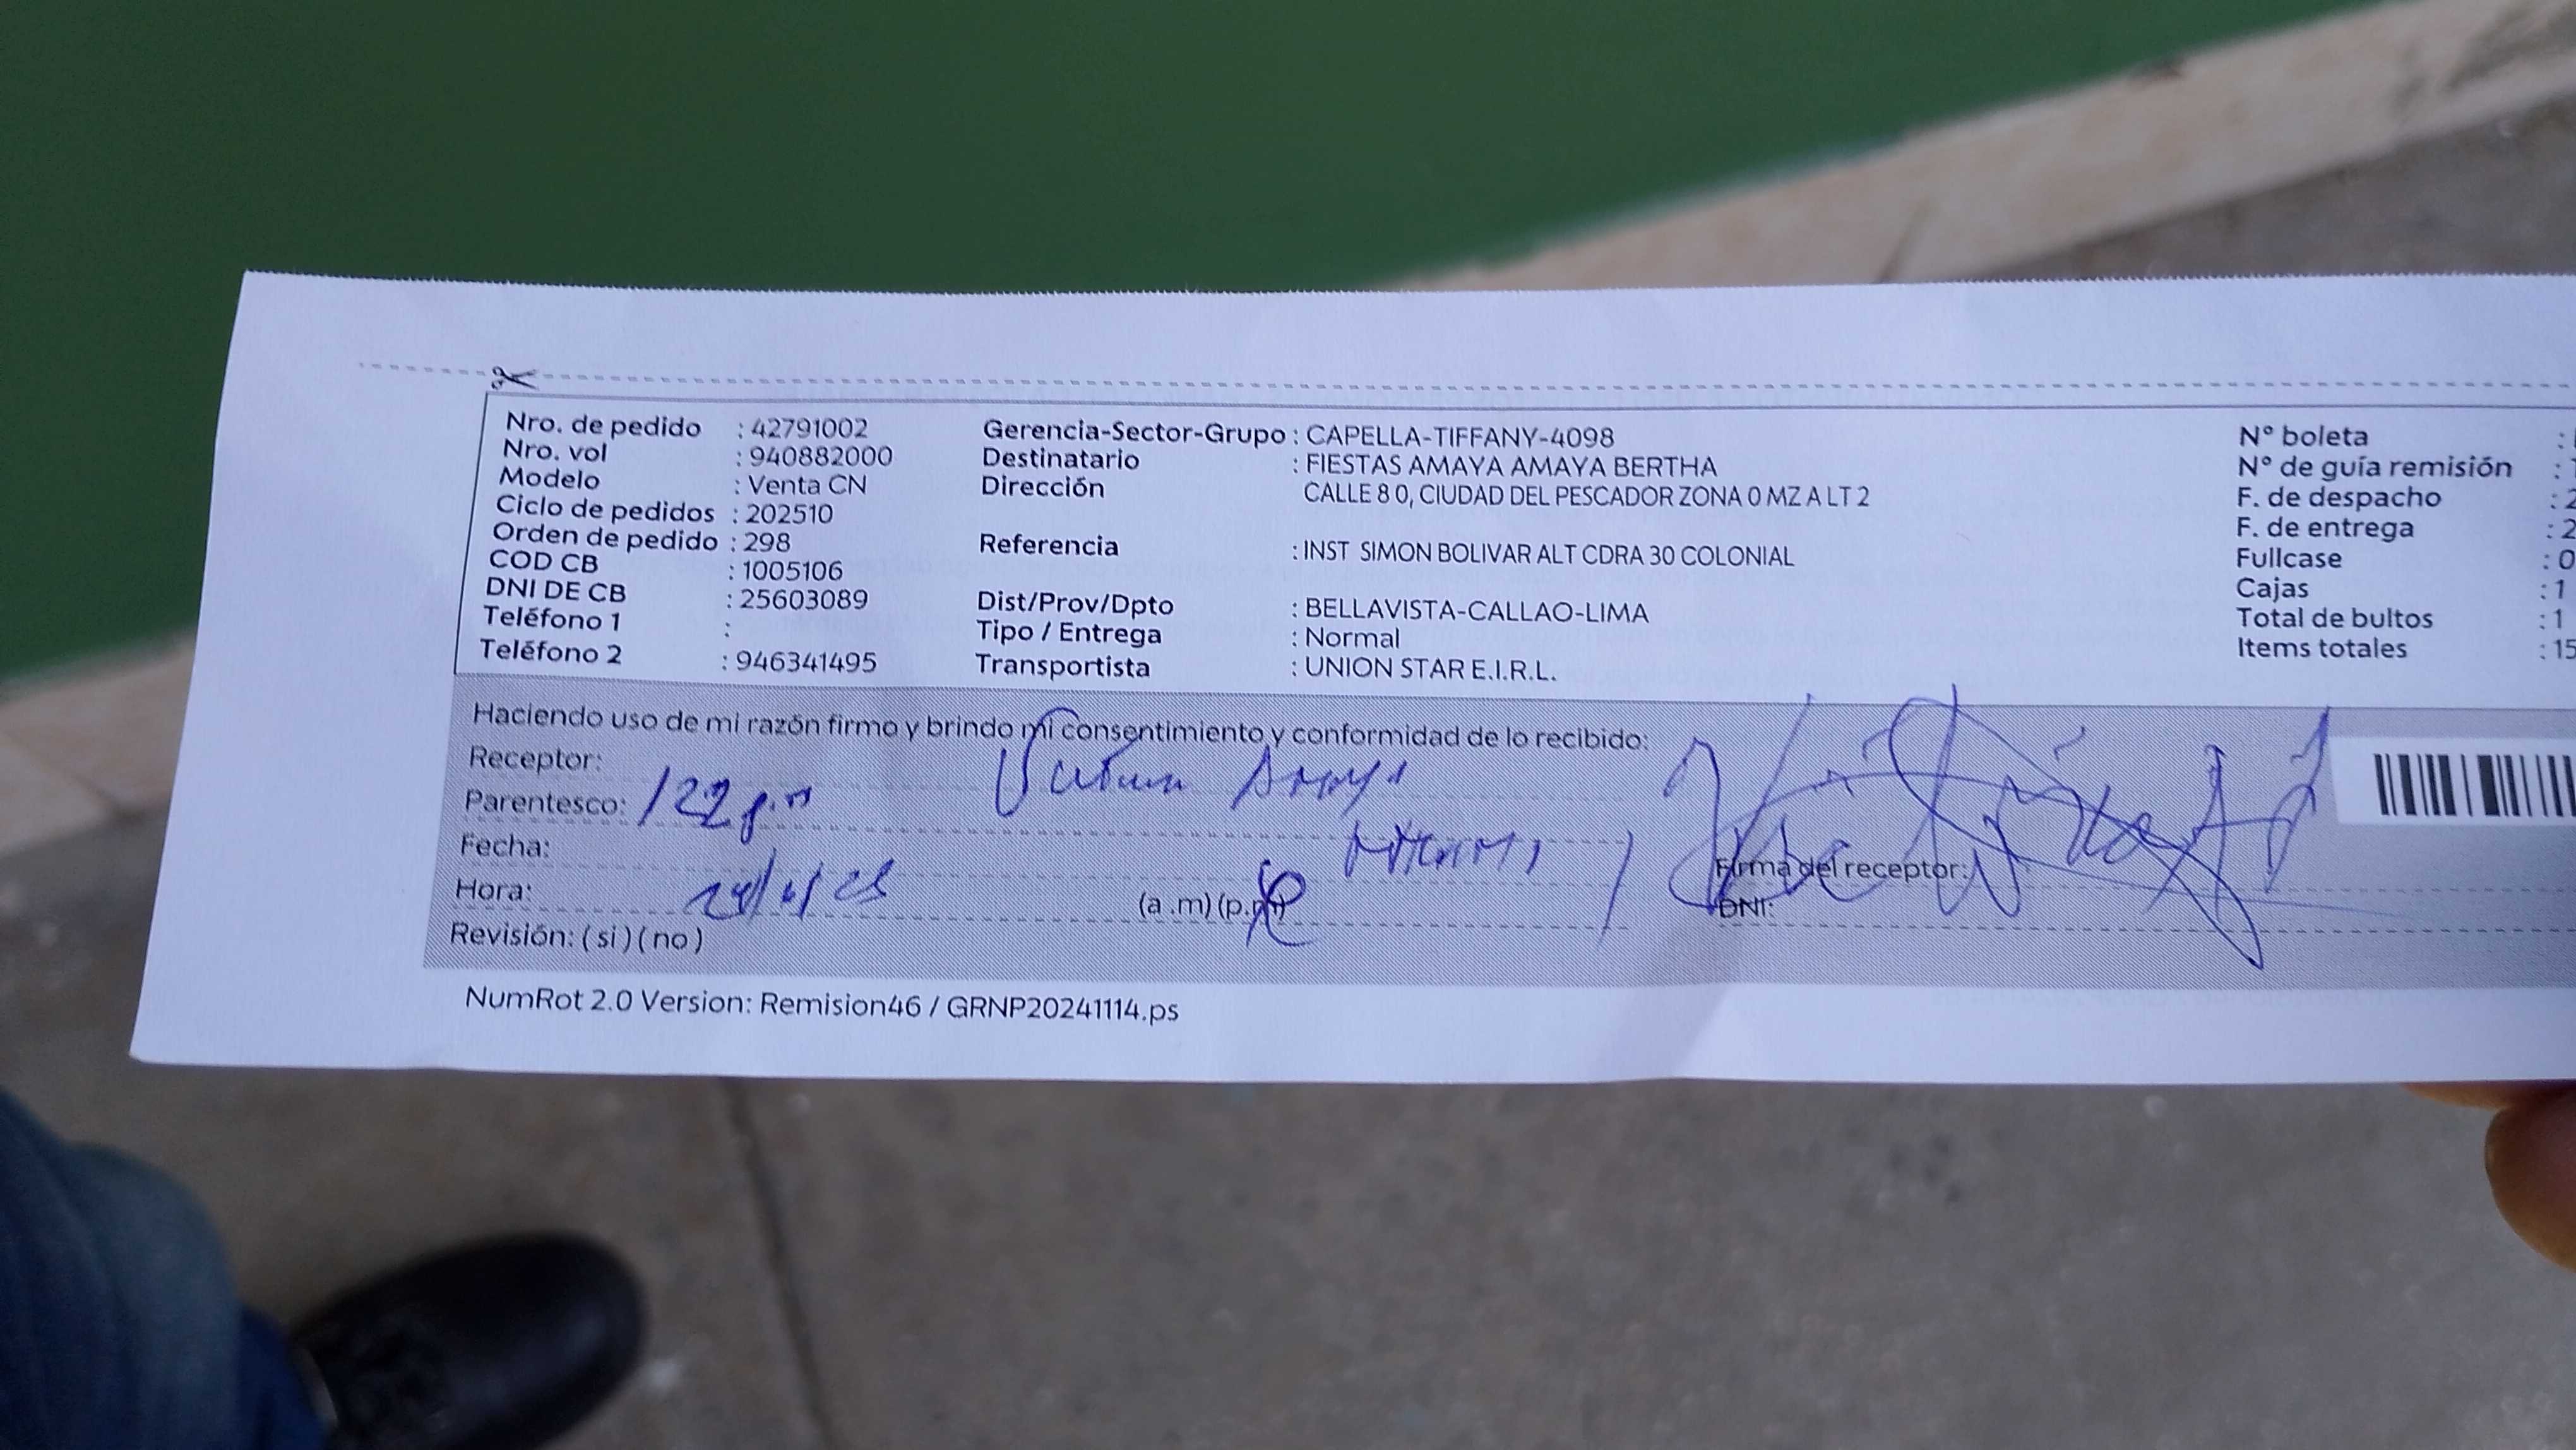 Nro. de pedido : 42791002
Nro. vol : 940882000
Modelo : Venta CN
Ciclo de pedidos : 202510
Orden de pedido : 298
COD CB : 1005106
DNI DE CB : 25603089
Teléfono 1 :
Teléfono 2 : 946341495
Gerencia-Sector-Grupo : CAPELLA-TIFFANY-4098
Destinatario : FIESTAS AMAYA AMAYA BERTHA
Dirección CALLE 8 0, CIUDAD DEL PESCADOR ZONA 0 MZ A LT 2
Referencia : INST SIMON BOLIVAR ALT CDRA 30 COLONIAL
Dist/Prov/Dpto : BELLAVISTA-CALLAO-LIMA
Tipo / Entrega : Normal
Transportista : UNION STAR E.I.R.L.
N° boleta :
N° de guía remisión :
F. de despacho : 2
F. de entrega : 2
Fullcase : 0
Cajas : 1
Total de bultos : 1
Items totales : 15
Haciendo uso de mi razón firmo y brindo mi consentimiento y conformidad de lo recibido:
Receptor:
Parentesco: 122 pm
Fecha:
Hora: (a .m) (p.m)
Revisión: ( si ) ( no )
Firma del receptor:
DNI:
NumRot 2.0 Version: Remision46 / GRNP20241114.ps